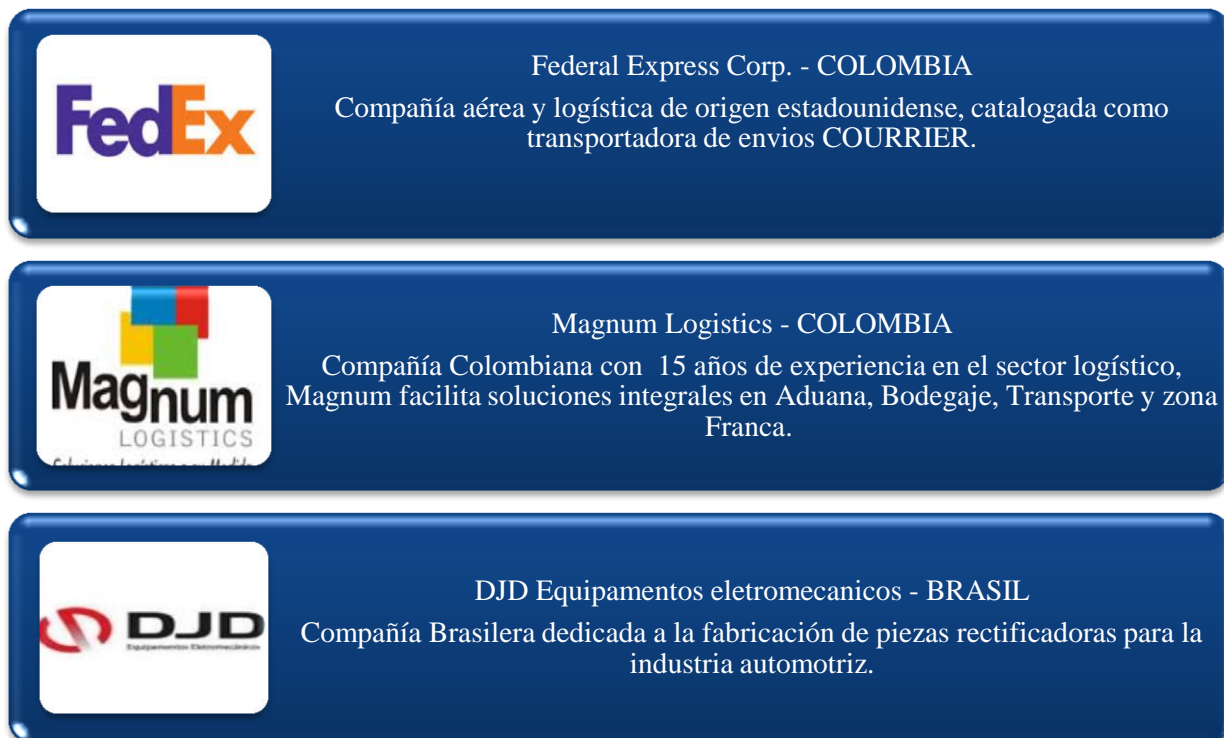 FedEx
Federal Express Corp. - COLOMBIA
Compañía aérea y logística de origen estadounidense, catalogada como
transportadora de envios COURRIER.
Magnum
LOGISTICS
Magnum Logistics - COLOMBIA
Compañía Colombiana con 15 años de experiencia en el sector logístico,
Magnum facilita soluciones integrales en Aduana, Bodegaje, Transporte y zona
Franca.
DJD
Equipamentos Eletromecânicos
DJD Equipamentos eletromecanicos - BRASIL
Compañía Brasilera dedicada a la fabricación de piezas rectificadoras para la
industria automotriz.